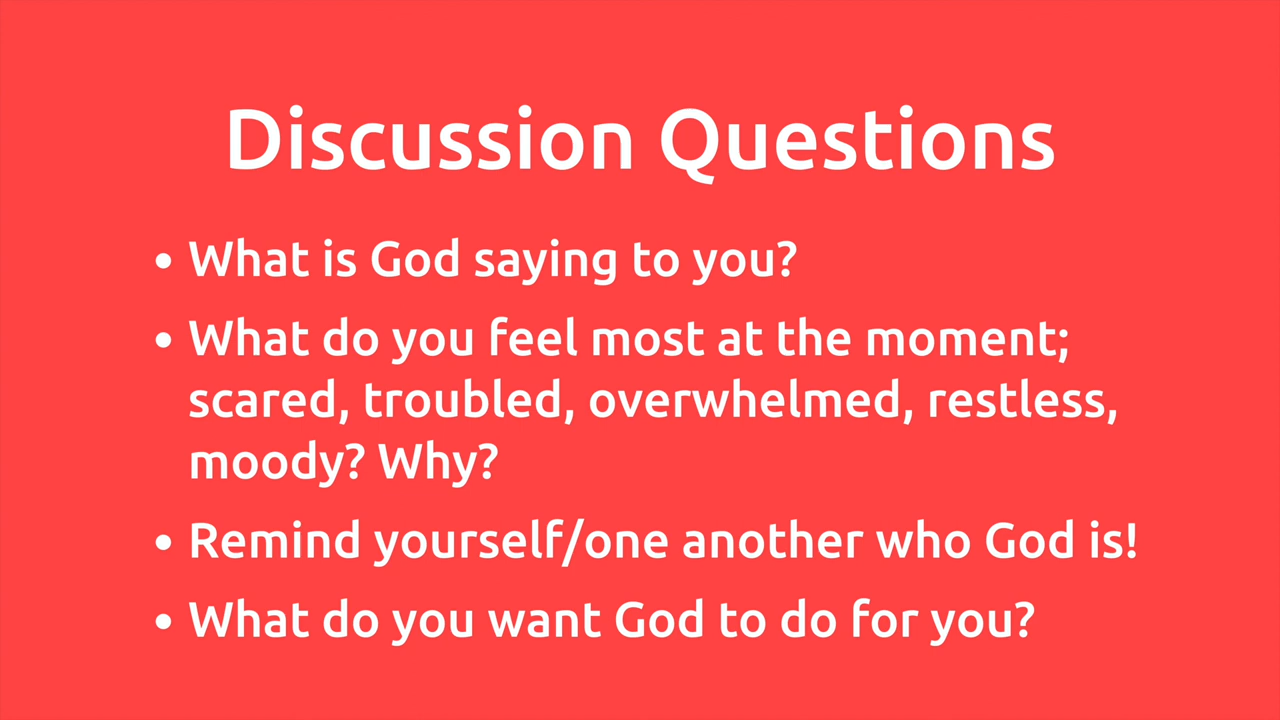 Discussion Questions
• What is God saying to you?
• What do you feel most at the moment;
scared, troubled, overwhelmed, restless,
moody? Why?
• Remind yourself/one another who God is!
• What do you want God to do for you?